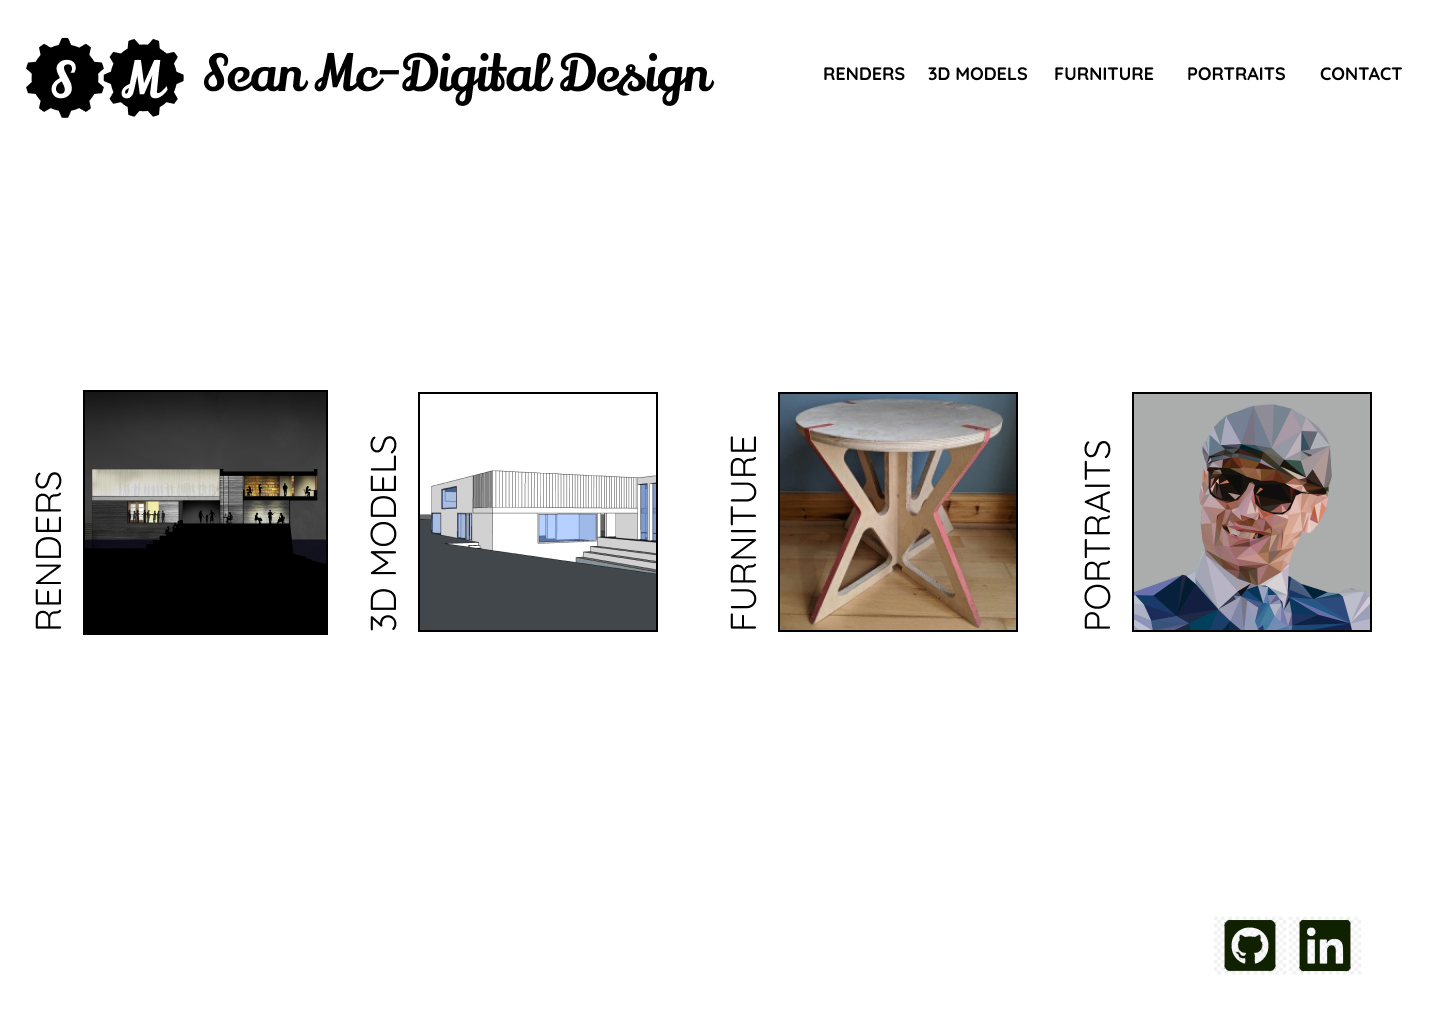 S M Sean Mc-Digital Design
RENDERS 3D MODELS FURNITURE PORTRAITS CONTACT
RENDERS
3D MODELS
FURNITURE
PORTRAITS
in